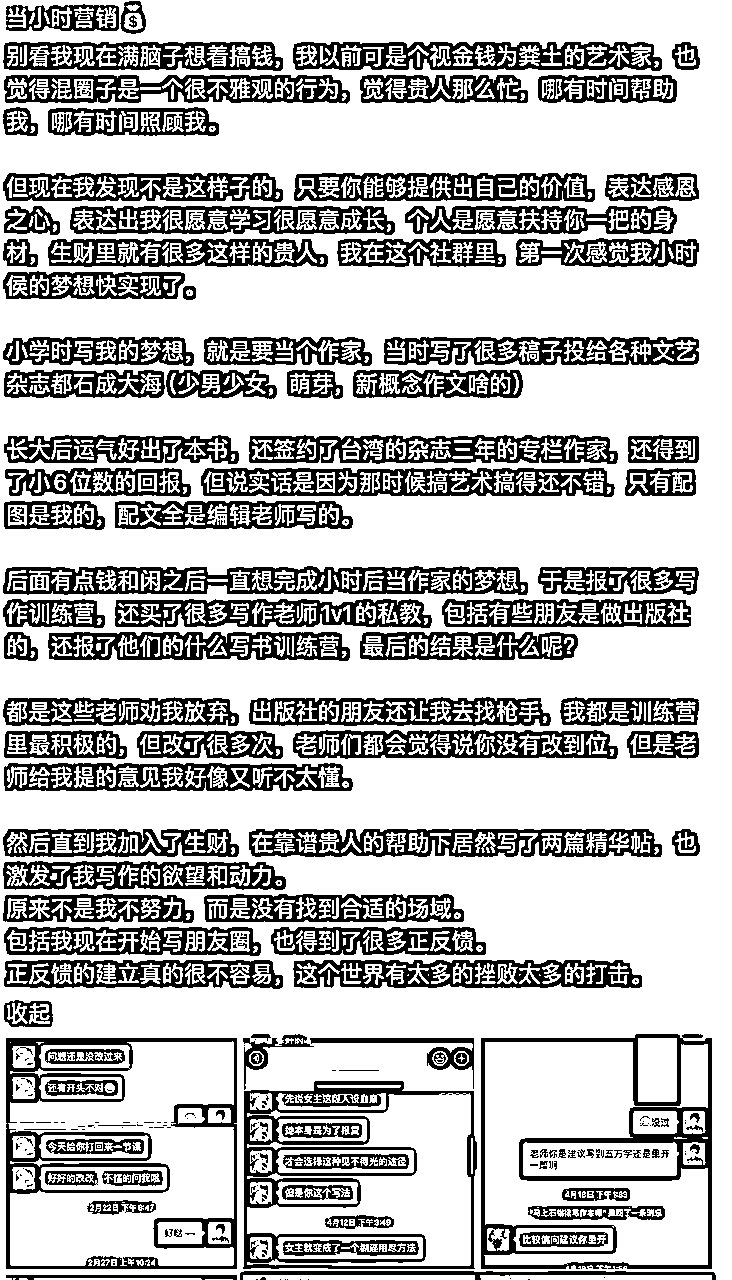 当小时营销💰
别看我现在满脑子想着搞钱，我以前可是个视金钱为粪土的艺术家，也
觉得混圈子是一个很不雅观的行为，觉得贵人那么忙，哪有时间帮助
我，哪有时间照顾我。
但现在我发现不是这样子的，只要你能够提供出自己的价值，表达感恩
之心，表达出我很愿意学习很愿意成长，个人是愿意扶持你一把的身
材，生财里就有很多这样的贵人，我在这个社群里，第一次感觉我小时
侯的梦想快实现了。
小学时写我的梦想，就是要当个作家，当时写了很多稿子投给各种文艺
杂志都石成大海（少男少女，萌芽，新概念作文啥的）
长大后运气好出了本书，还签约了台湾的杂志三年的专栏作家，还得到
了小6位数的回报，但说实话是因为那时候搞艺术搞得还不错，只有配
图是我的，配文全是编辑老师写的。
后面有点钱和闲之后一直想完成小时后当作家的梦想，于是报了很多写
作训练营，还买了很多写作老师1v1的私教，包括有些朋友是做出版社
的，还报了他们的什么写书训练营，最后的结果是什么呢？
都是这些老师劝我放弃，出版社的朋友还让我去找枪手，我都是训练营
里最积极的，但改了很多次，老师们都会觉得说你没有改到位，但是老
师给我提的意见我好像又听不太懂。
然后直到我加入了生财，在靠谱贵人的帮助下居然写了两篇精华帖，也
激发了我写作的欲望和动力。
原来不是我不努力，而是没有找到合适的场域。
包括我现在开始写朋友圈，也得到了很多正反馈。
正反馈的建立真的很不容易，这个世界有太多的挫败太多的打击。
收起
问题还是没改过来
还有开头不对
今天给你打回来一节课
好好的改改，不懂的问我哦
2月22日 下午6:47
好哒
2月27日 上午10:24
先说女主这段人设血崩
她本身是为了报复
才会选择这种见不得光的途径
但是你这个写法
4月12日 下午3:49
女主就变成了一个
没过
老师你是建议写到五万字还是重开
一篇啊
比较偏向建议你重开